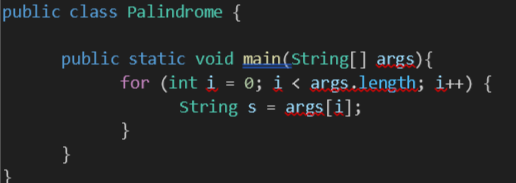 public class Palindrome {
public static void main(String[] args){
for (int i = 0; i < args.length; i++) {
String s = args[i];
}
}
}